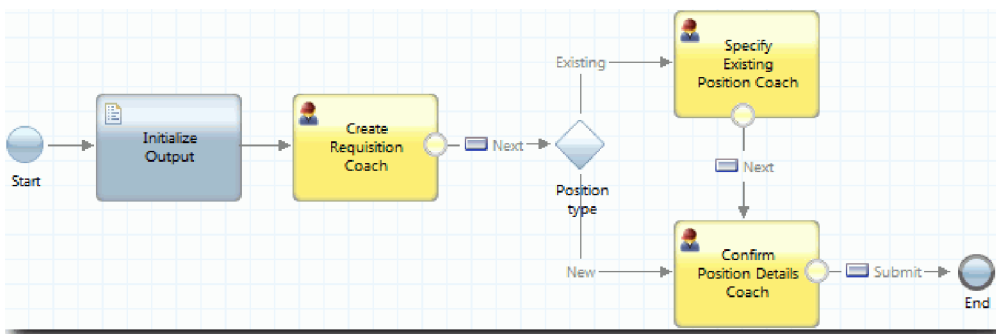 Start
Initialize
Output
Create
Requisition
Coach
Next
Position
type
Existing
Specify
Existing
Position Coach
Next
New
Confirm
Position Details
Coach
Submit
End